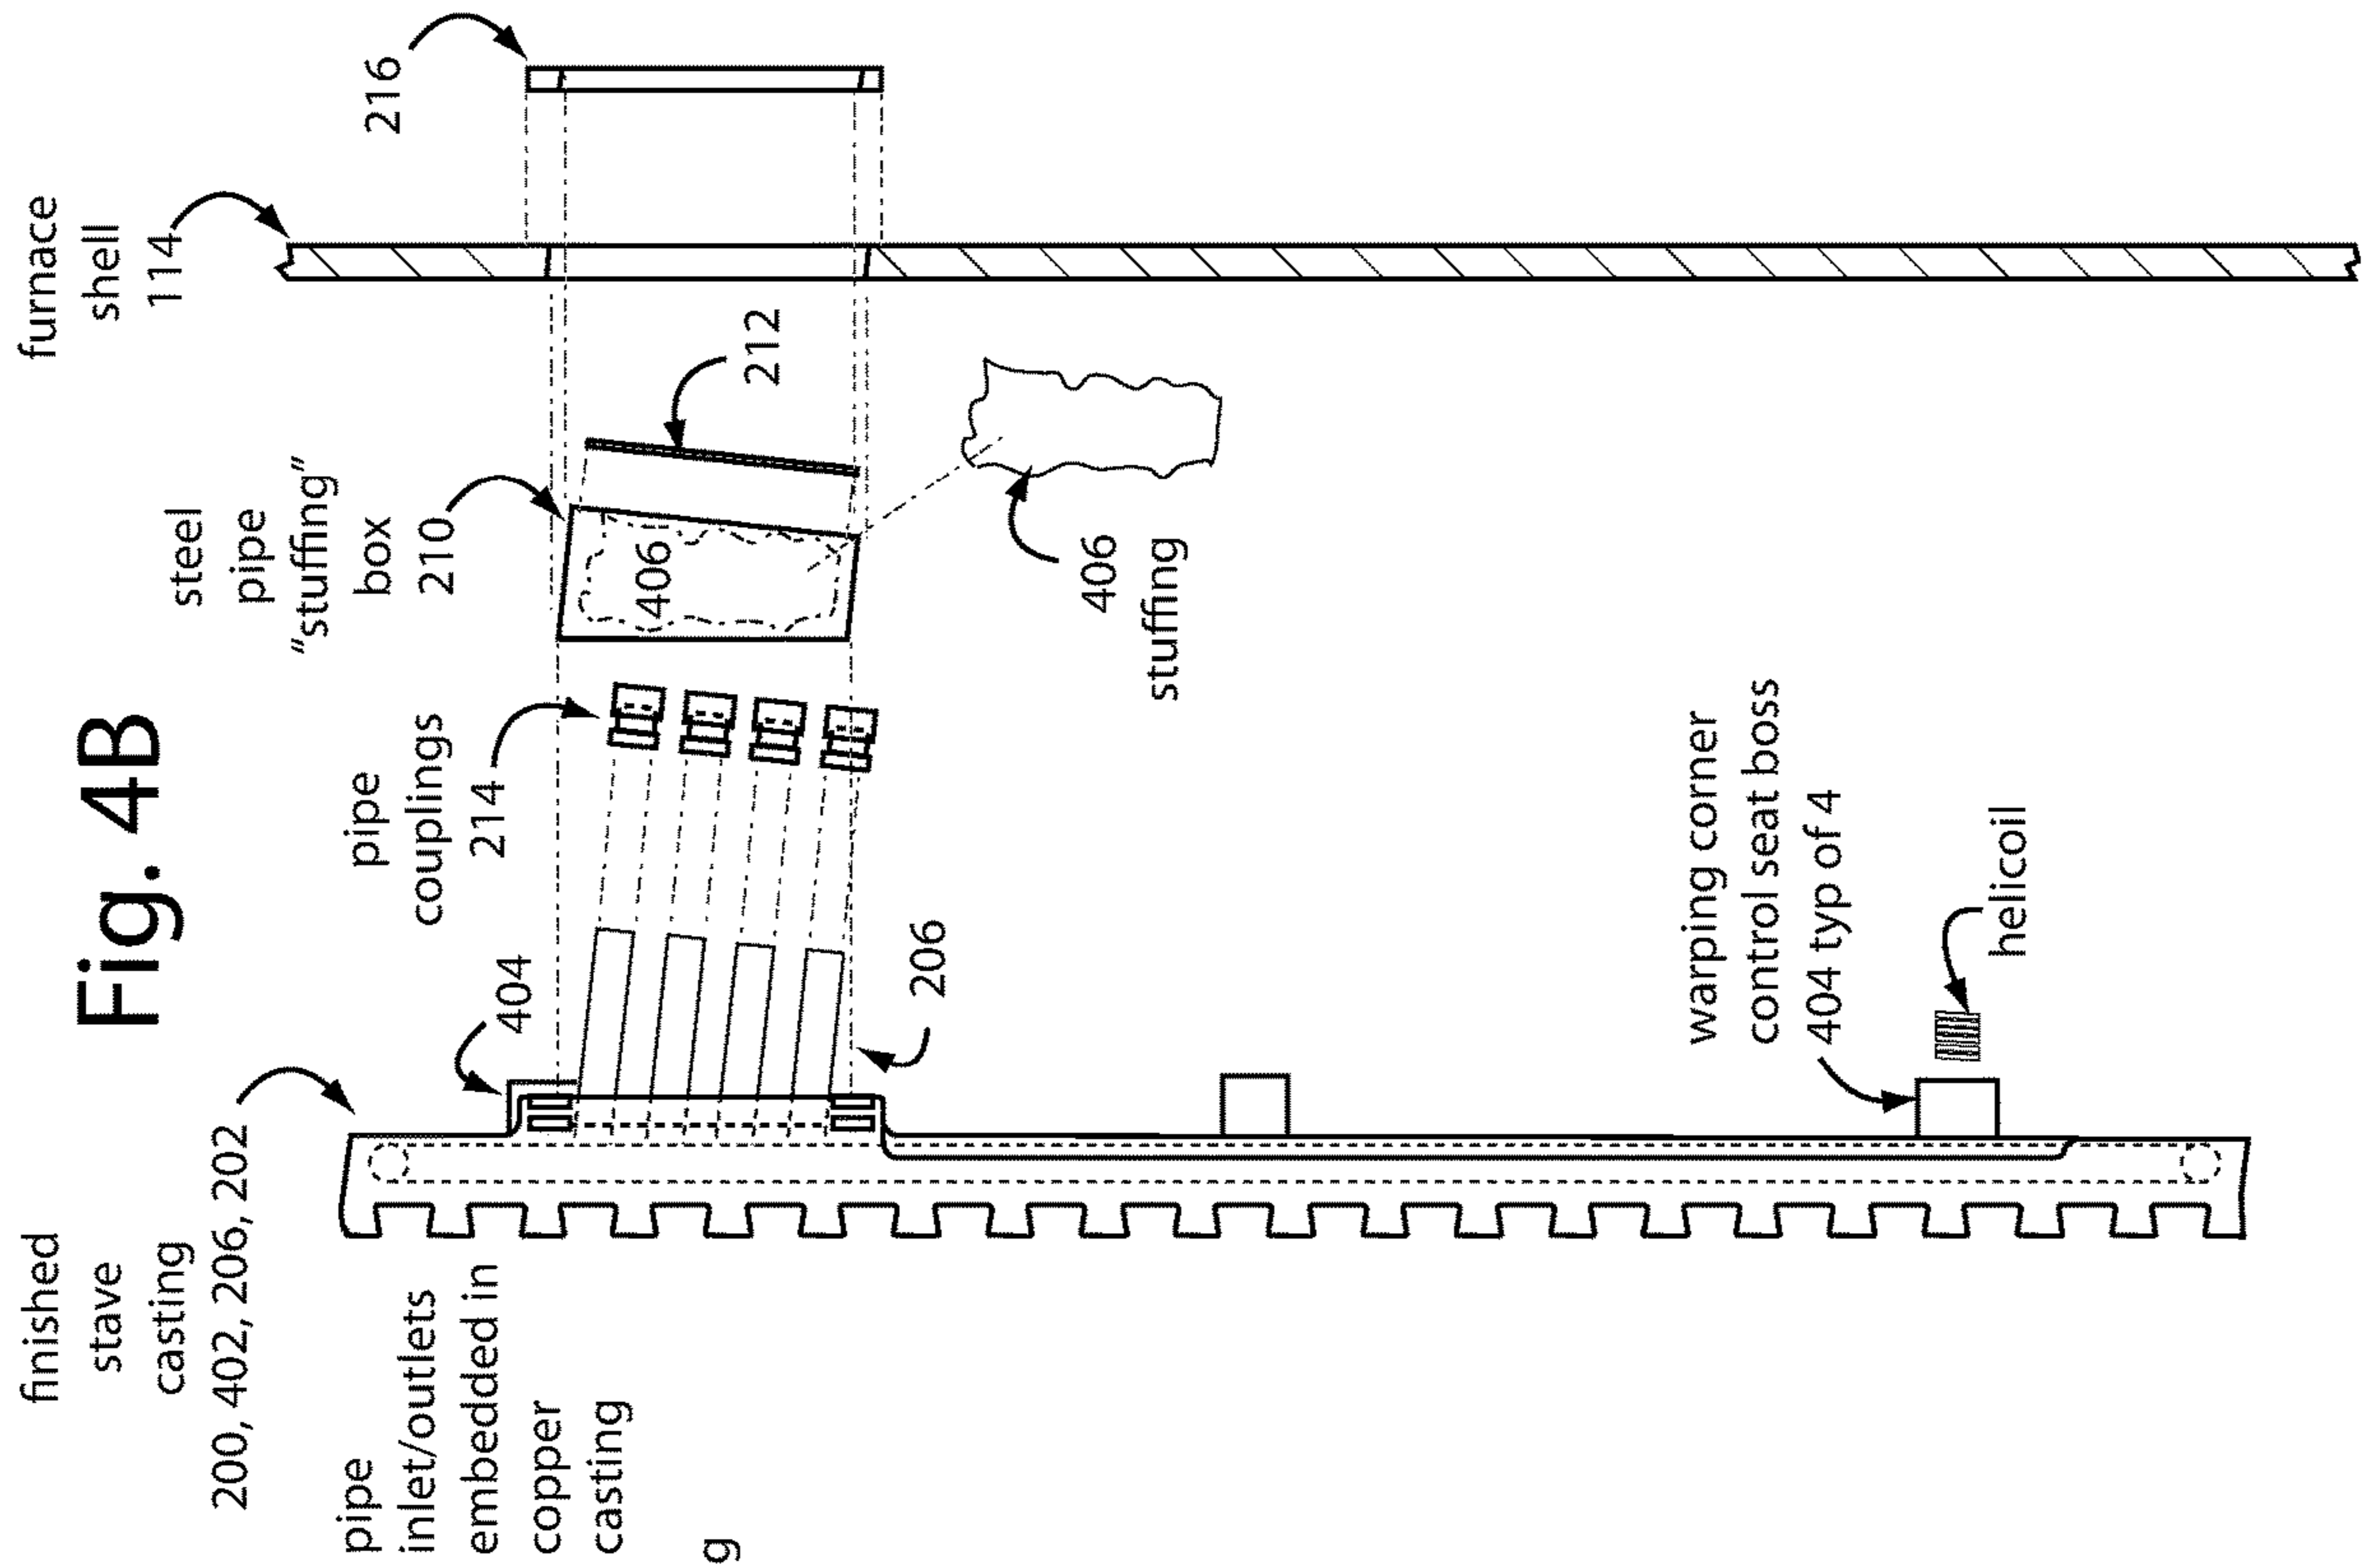 Fig. 4B
finished
stave
casting
200, 402, 206, 202
pipe
inlet/outlets
embedded in
copper
casting
g
404
206
pipe
couplings
214
steel
pipe
“stuffing”
box
210
406
212
406
stuffing
furnace
shell
114
216
warping corner
control seat boss
404 typ of 4
helicoil